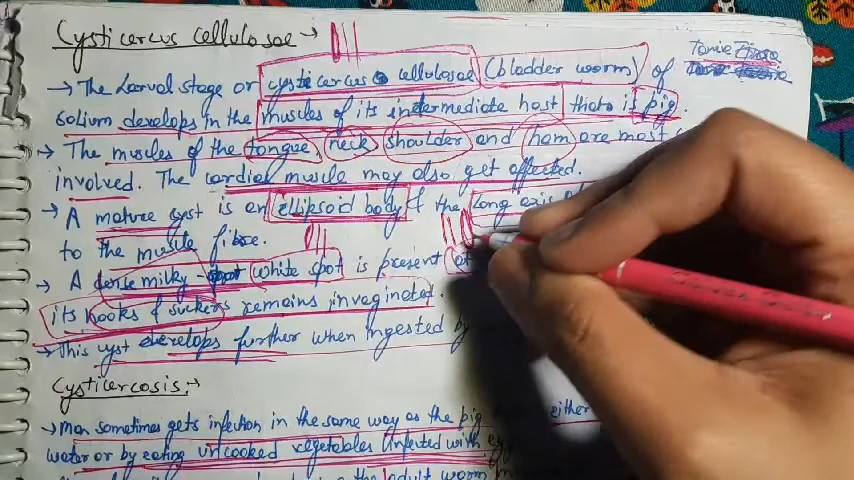 Cysticercus cellulosae →
→ The larval stage or cysticercus cellulosae (bladder worm) of
solium develops in the muscles of its intermediate host that is pig.
→ The muscles of the tongue, neck shoulder and ham are most
involved. The cardiac muscle may also get affected.
→ A mature cyst is an ellipsoid body & the long axis
to the muscle fibre.
→ A dense milky - white spot is present at
its hooks & suckers remains invaginated.
→ This cyst develops further when ingested by
Cysticercosis :→
→ Man sometimes gets infection in the same way as the pig either
water or by eating uncooked vegetables infected with
the adult worm